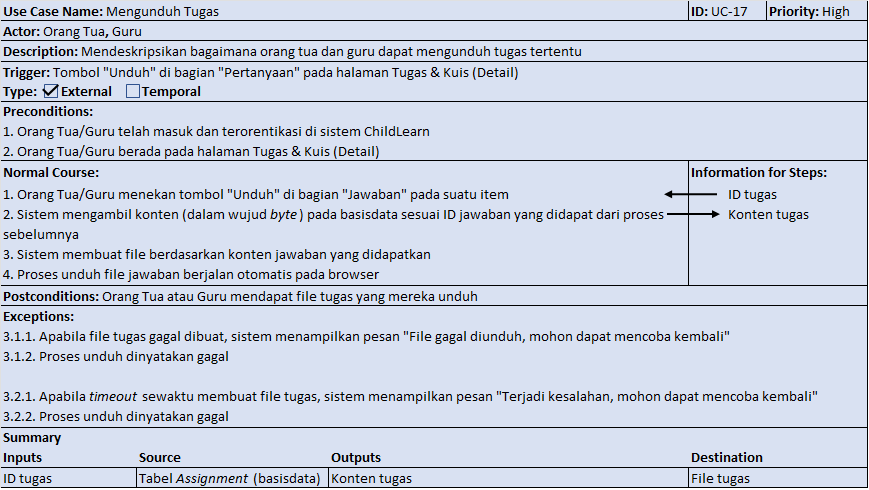 Use Case Name: Mengunduh Tugas ID: UC-17 Priority: High
Actor: Orang Tua, Guru
Description: Mendeskripsikan bagaimana orang tua dan guru dapat mengunduh tugas tertentu
Trigger: Tombol "Unduh" di bagian "Pertanyaan" pada halaman Tugas & Kuis (Detail)
Type: External Temporal
Preconditions:
1. Orang Tua/Guru telah masuk dan terorentikasi di sistem ChildLearn
2. Orang Tua/Guru berada pada halaman Tugas & Kuis (Detail)
Normal Course: Information for Steps:
1. Orang Tua/Guru menekan tombol "Unduh" di bagian "Jawaban" pada suatu item ID tugas
2. Sistem mengambil konten (dalam wujud byte) pada basisdata sesuai ID jawaban yang didapat dari proses Konten tugas
sebelumnya
3. Sistem membuat file berdasarkan konten jawaban yang didapatkan
4. Proses unduh file jawaban berjalan otomatis pada browser
Postconditions: Orang Tua atau Guru mendapat file tugas yang mereka unduh
Exceptions:
3.1.1. Apabila file tugas gagal dibuat, sistem menampilkan pesan "File gagal diunduh, mohon dapat mencoba kembali"
3.1.2. Proses unduh dinyatakan gagal
3.2.1. Apabila timeout sewaktu membuat file tugas, sistem menampilkan pesan "Terjadi kesalahan, mohon dapat mencoba kembali"
3.2.2. Proses unduh dinyatakan gagal
Summary
Inputs Source Outputs Destination
ID tugas Tabel Assignment (basisdata) Konten tugas File tugas